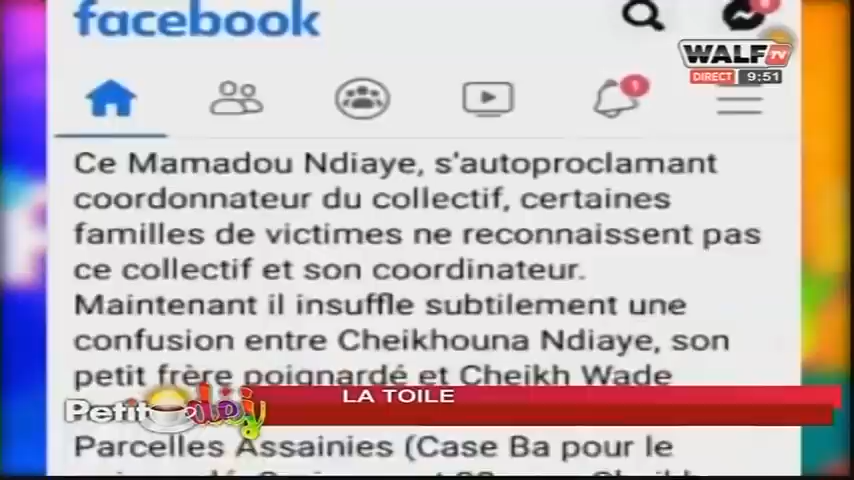 facebook
WALF TV
DIRECT 9:51
1
Ce Mamadou Ndiaye, s'autoproclamant
coordonnateur du collectif, certaines
familles de victimes ne reconnaissent pas
ce collectif et son coordinateur.
Maintenant il insuffle subtilement une
confusion entre Cheikhouna Ndiaye, son
petit frère poignardé et Cheikh Wade
LA TOILE
Petit déj
Parcelles Assainies (Case Ba pour le